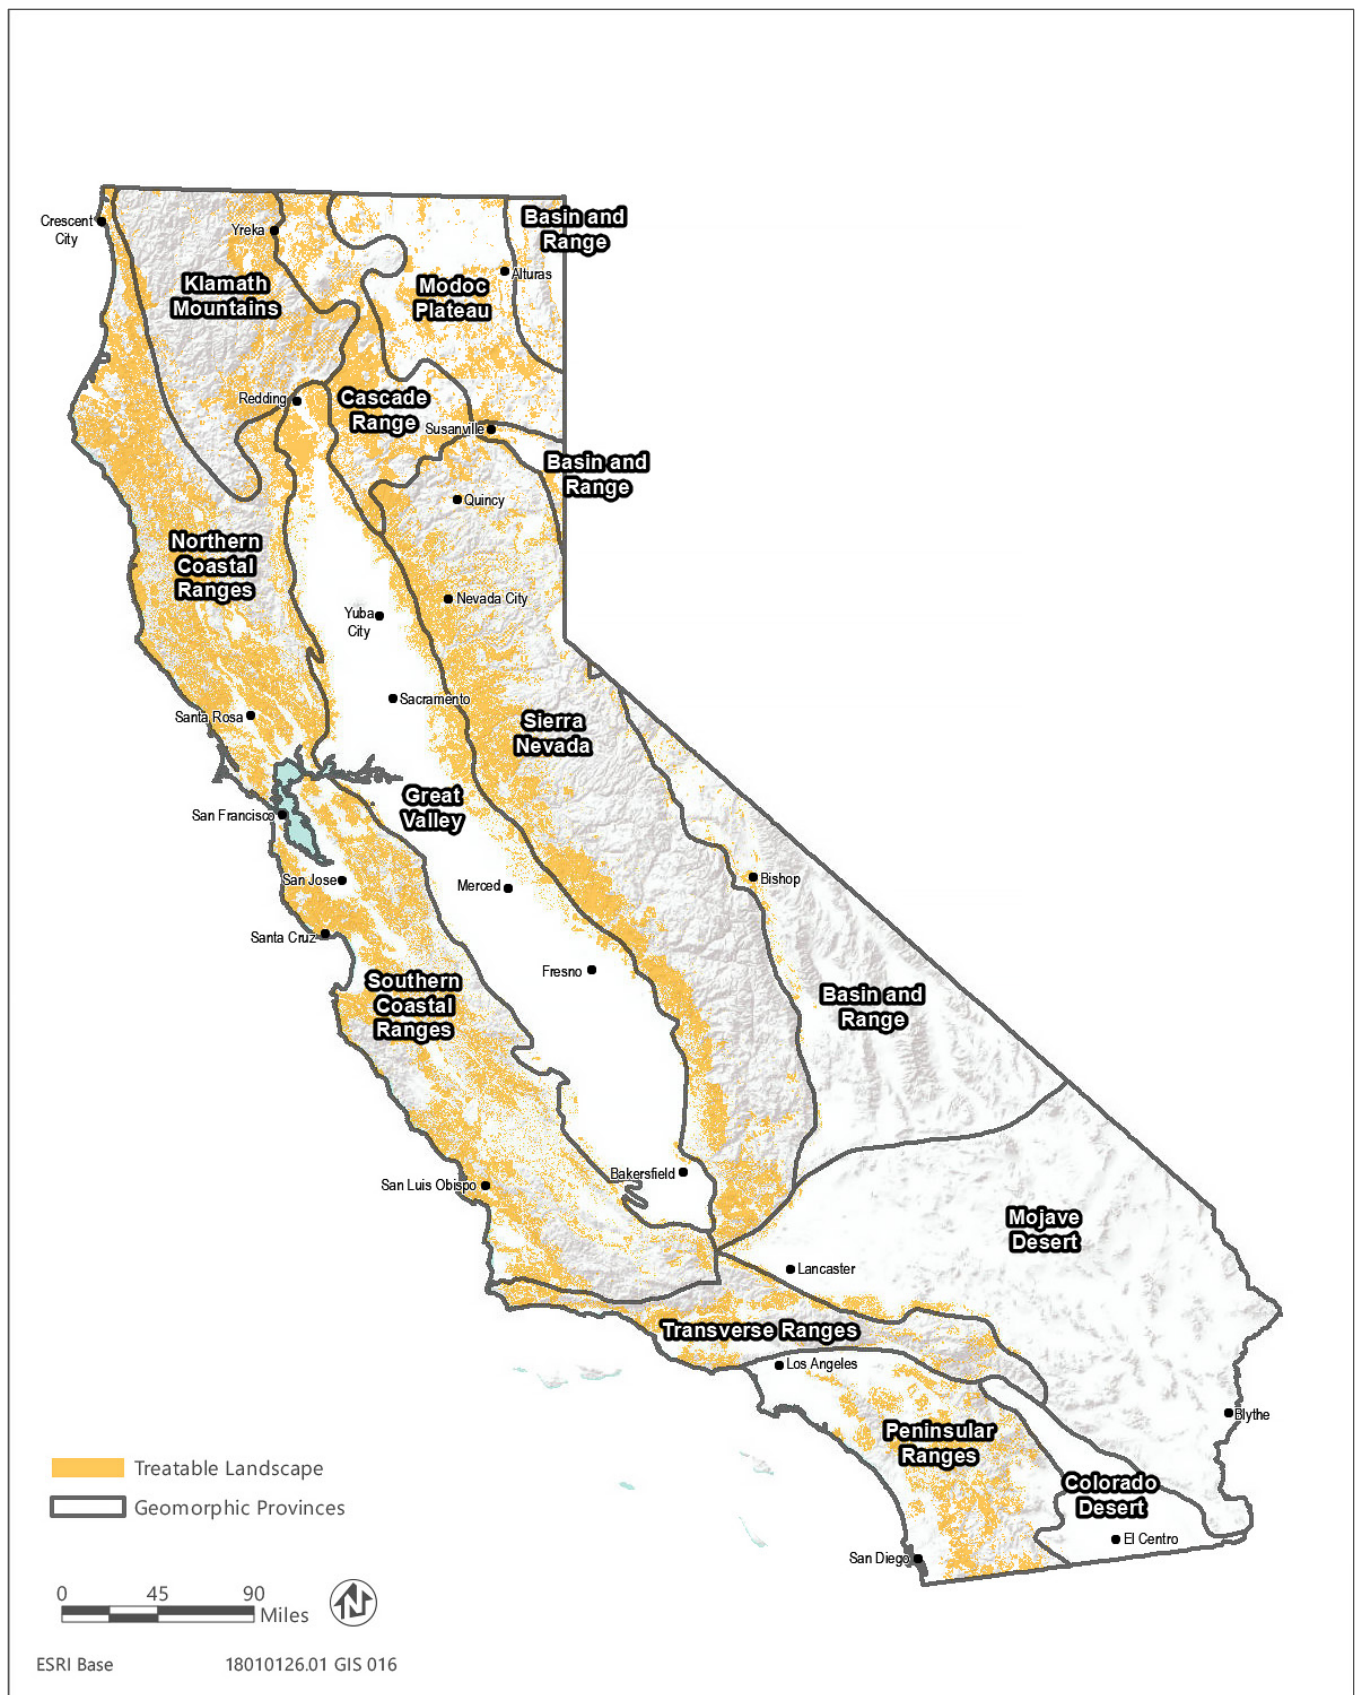 Crescent
City
Yreka
Basin and
Range
Alturas
Klamath
Mountains
Modoc
Plateau
Redding
Cascade
Range
Susanville
Basin and
Range
Quincy
Northern
Coastal
Ranges
Nevada City
Yuba
City
Sacramento
Santa Rosa
Sierra
Nevada
Great
Valley
San Francisco
San Jose
Merced
Bishop
Santa Cruz
Fresno
Southern
Coastal
Ranges
Basin and
Range
Bakersfield
San Luis Obispo
Mojave
Desert
Lancaster
Transverse Ranges
Los Angeles
Blythe
Peninsular
Ranges
Colorado
Desert
El Centro
San Diego
Treatable Landscape
Geomorphic Provinces
0 45 90
Miles
N
ESRI Base 18010126.01 GIS 016